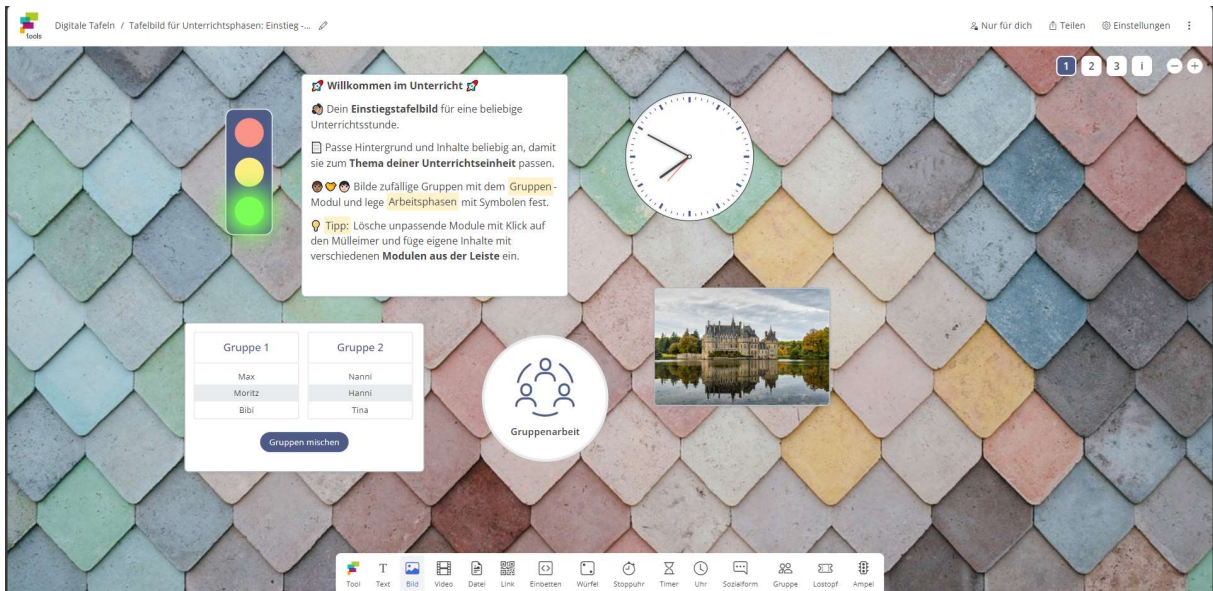 tools
Digitale Tafeln / Tafelbild für Unterrichtsphasen: Einstieg -...
Nur für dich
Teilen
Einstellungen
1
2
3
i
Willkommen im Unterricht
Dein Einstiegstafelbild für eine beliebige
Unterrichtsstunde.
Passe Hintergrund und Inhalte beliebig an, damit
sie zum Thema deiner Unterrichtseinheit passen.
Bilde zufällige Gruppen mit dem Gruppen-
Modul und lege Arbeitsphasen mit Symbolen fest.
Tipp: Lösche unpassende Module mit Klick auf
den Mülleimer und füge eigene Inhalte mit
verschiedenen Modulen aus der Leiste ein.
Gruppe 1
Max
Moritz
Bibi
Gruppe 2
Nanni
Hanni
Tina
Gruppen mischen
Gruppenarbeit
Tool
Text
Bild
Video
Datei
Link
Einbetten
Würfel
Stoppuhr
Timer
Uhr
Sozialform
Gruppe
Lostopf
Ampel